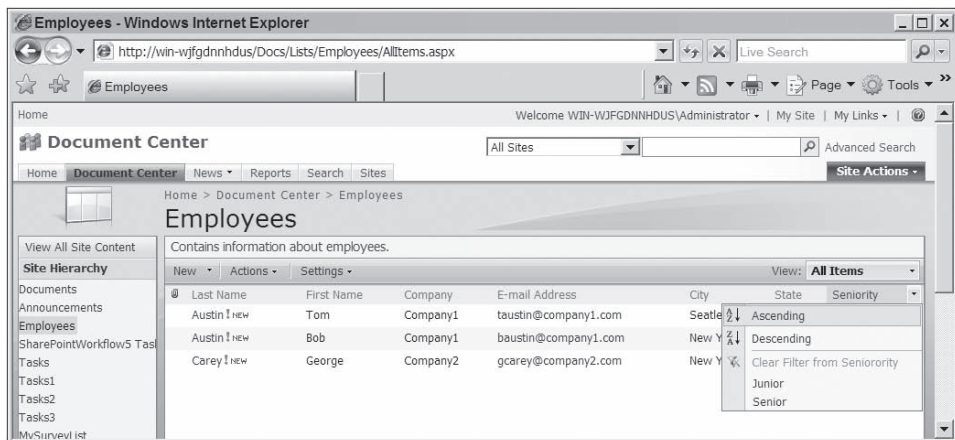 Employees - Windows Internet Explorer
http://win-wjfgdnnhdus/Docs/Lists/Employees/AllItems.aspx
Live Search
Employees
Page
Tools
»
Home
Welcome WIN-WJFGDNNHDUS\Administrator | My Site | My Links |
Document Center
All Sites
Advanced Search
Home Document Center News Reports Search Sites
Site Actions
Home > Document Center > Employees
Employees
View All Site Content
Contains information about employees.
Site Hierarchy
New Actions Settings
View: All Items
Documents
Announcements
Employees
SharePointWorkflow5 Tasl
Tasks
Tasks1
Tasks2
Tasks3
MySurveyList
Last Name First Name Company E-mail Address City State Seniority
Austin ! NEW Tom Company1 taustin@company1.com Seatle
Austin ! NEW Bob Company1 baustin@company1.com New Y
Carey ! NEW George Company2 gcarey@company2.com New Y
Ascending
Descending
Clear Filter from Seniorority
Junior
Senior